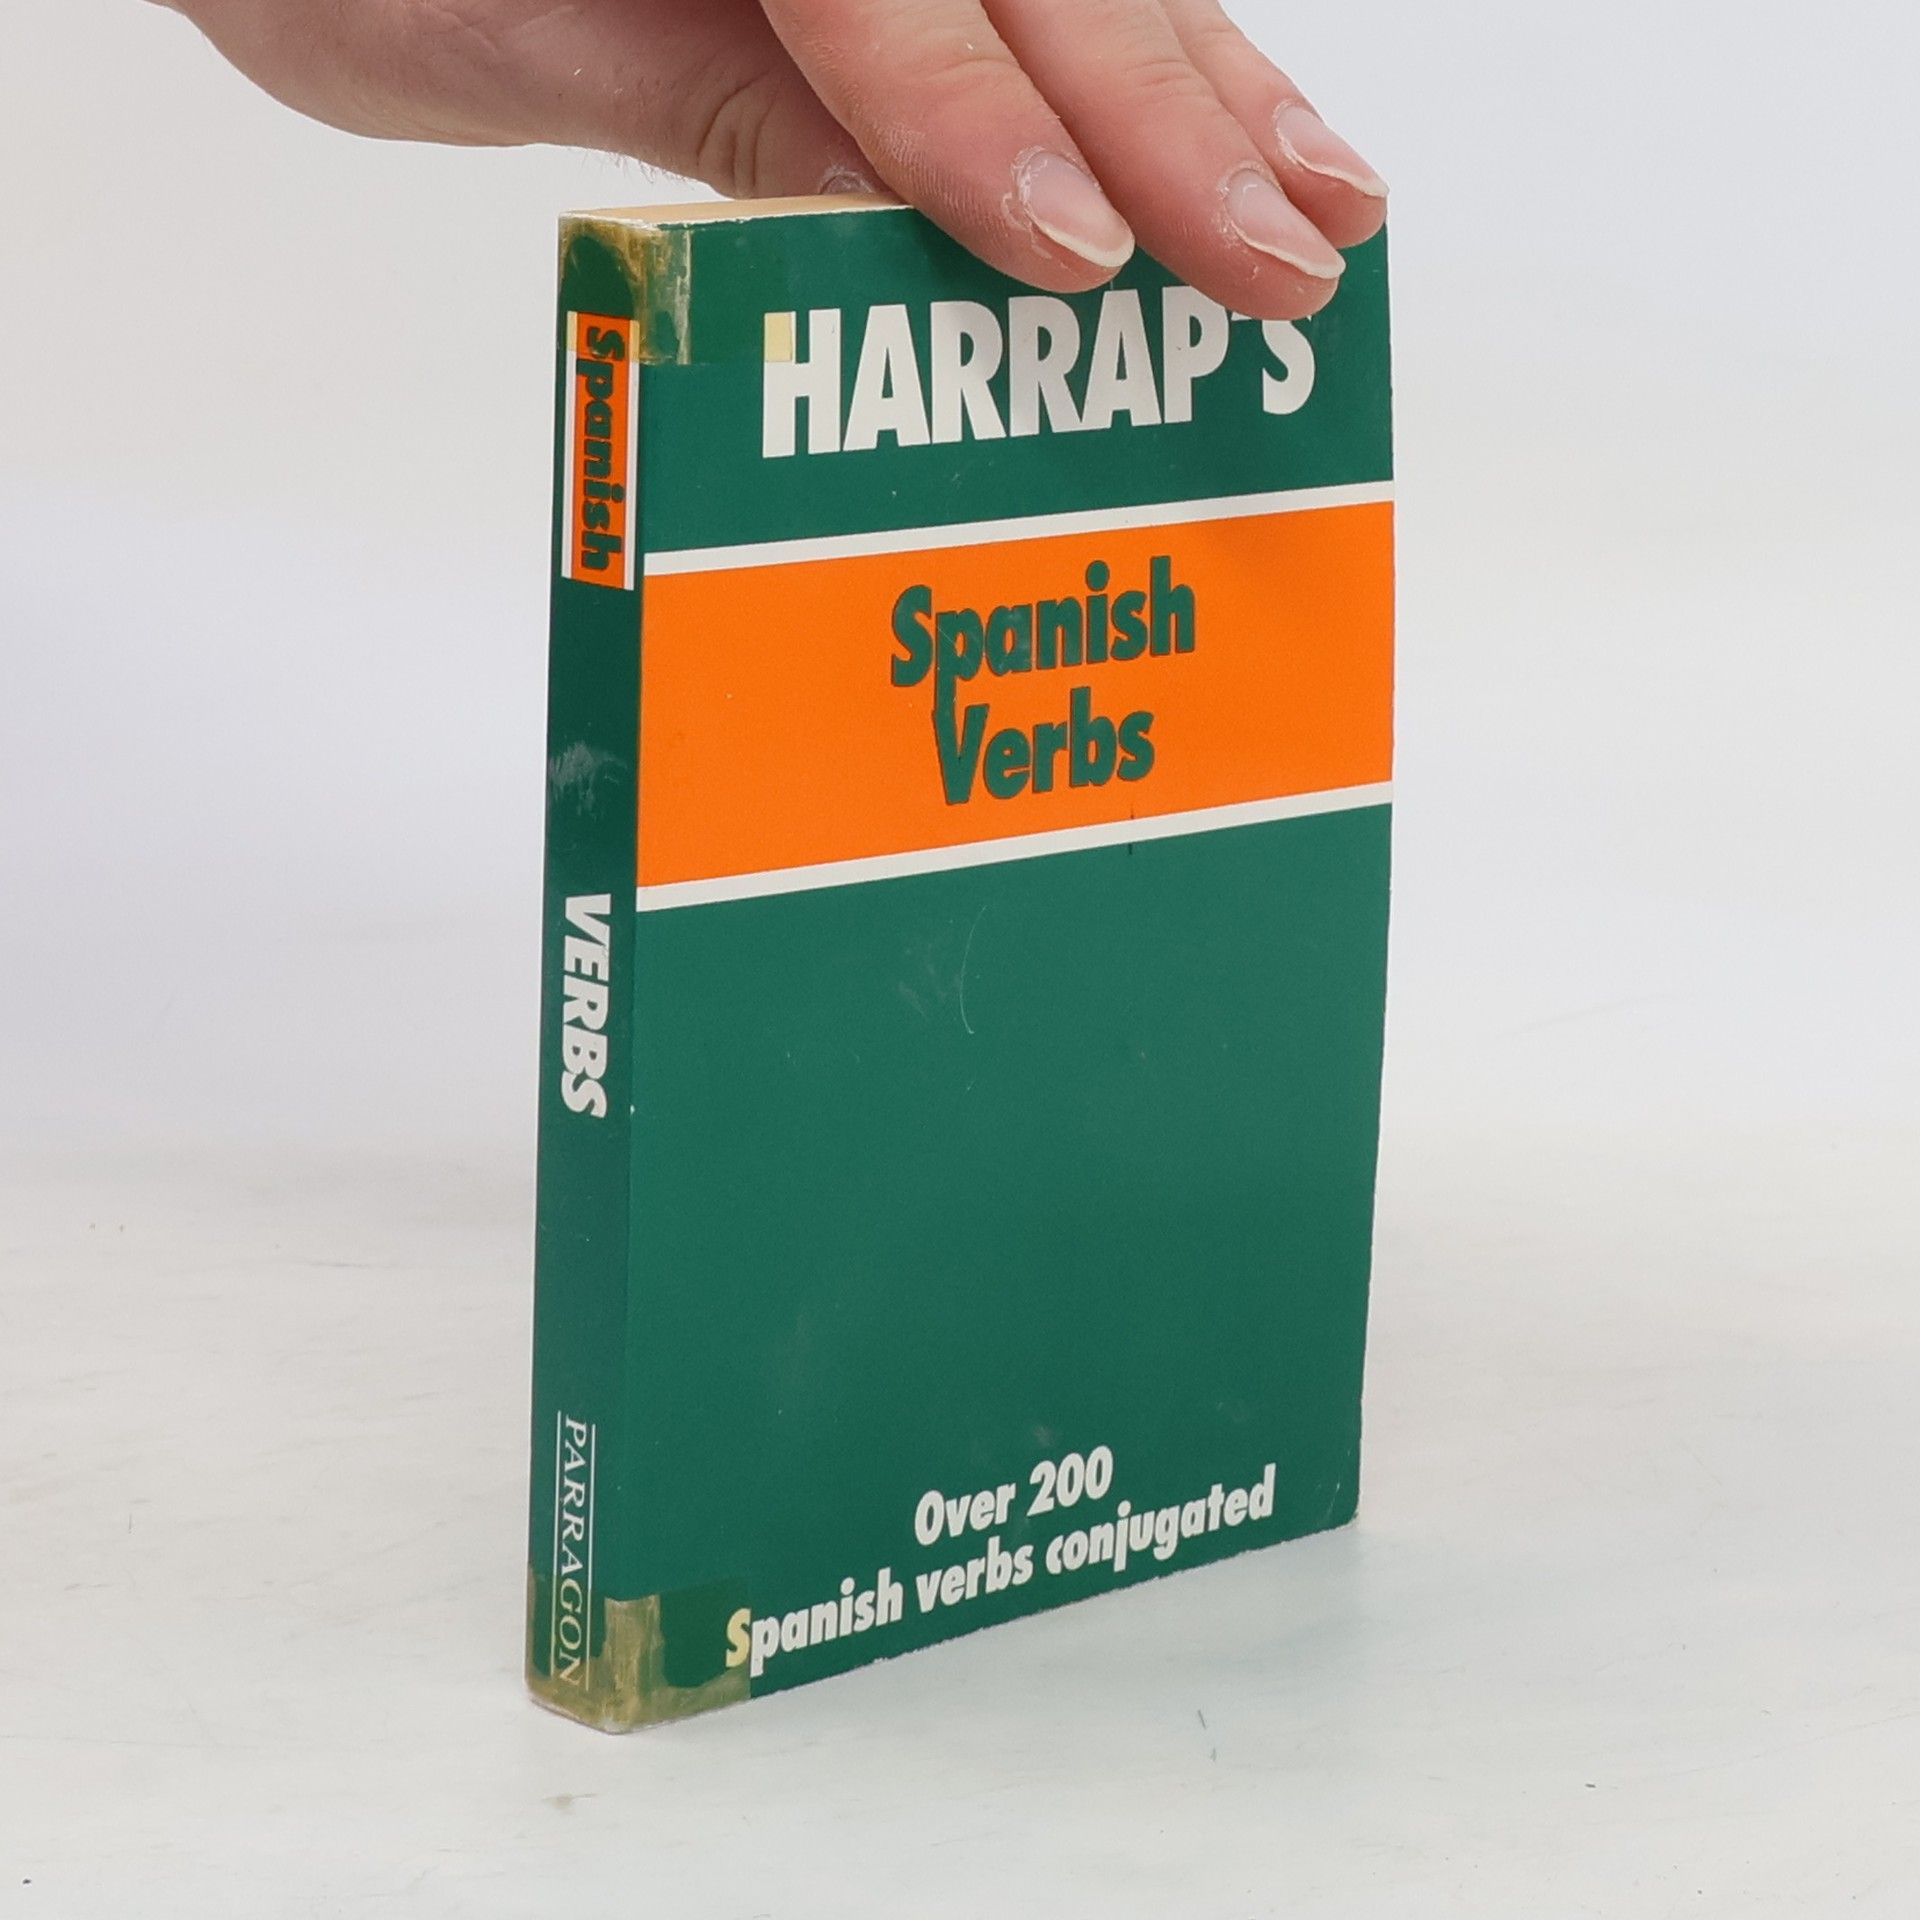 HARRAP'S
Spanish
Verbs
Over 200
Spanish verbs conjugated
Spanish
VERBS
PARRAGON